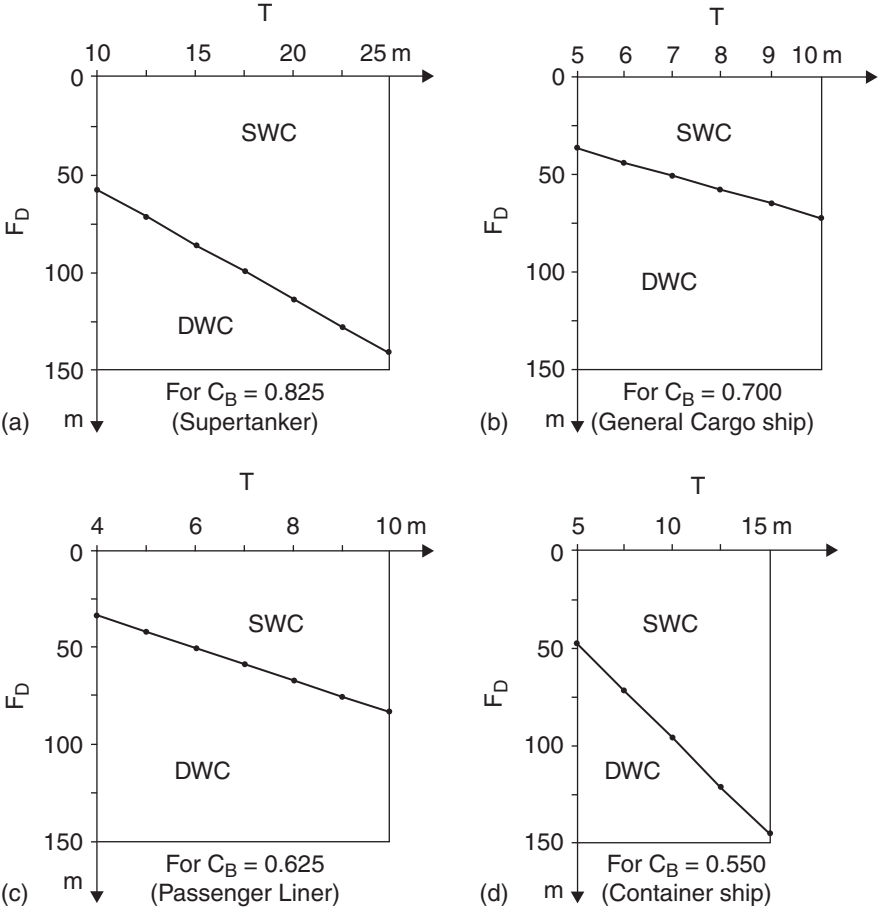 T
10 15 20 25 m
0
SWC
50
F_D
100
DWC
150
For C_B = 0.825
(a) m (Supertanker)
T
5 6 7 8 9 10 m
0
SWC
50
F_D
100
DWC
150
For C_B = 0.700
(b) m (General Cargo ship)
T
4 6 8 10 m
0
SWC
50
F_D
100
DWC
150
For C_B = 0.625
(c) m (Passenger Liner)
T
5 10 15 m
0
SWC
50
F_D
100
DWC
150
For C_B = 0.550
(d) m (Container ship)